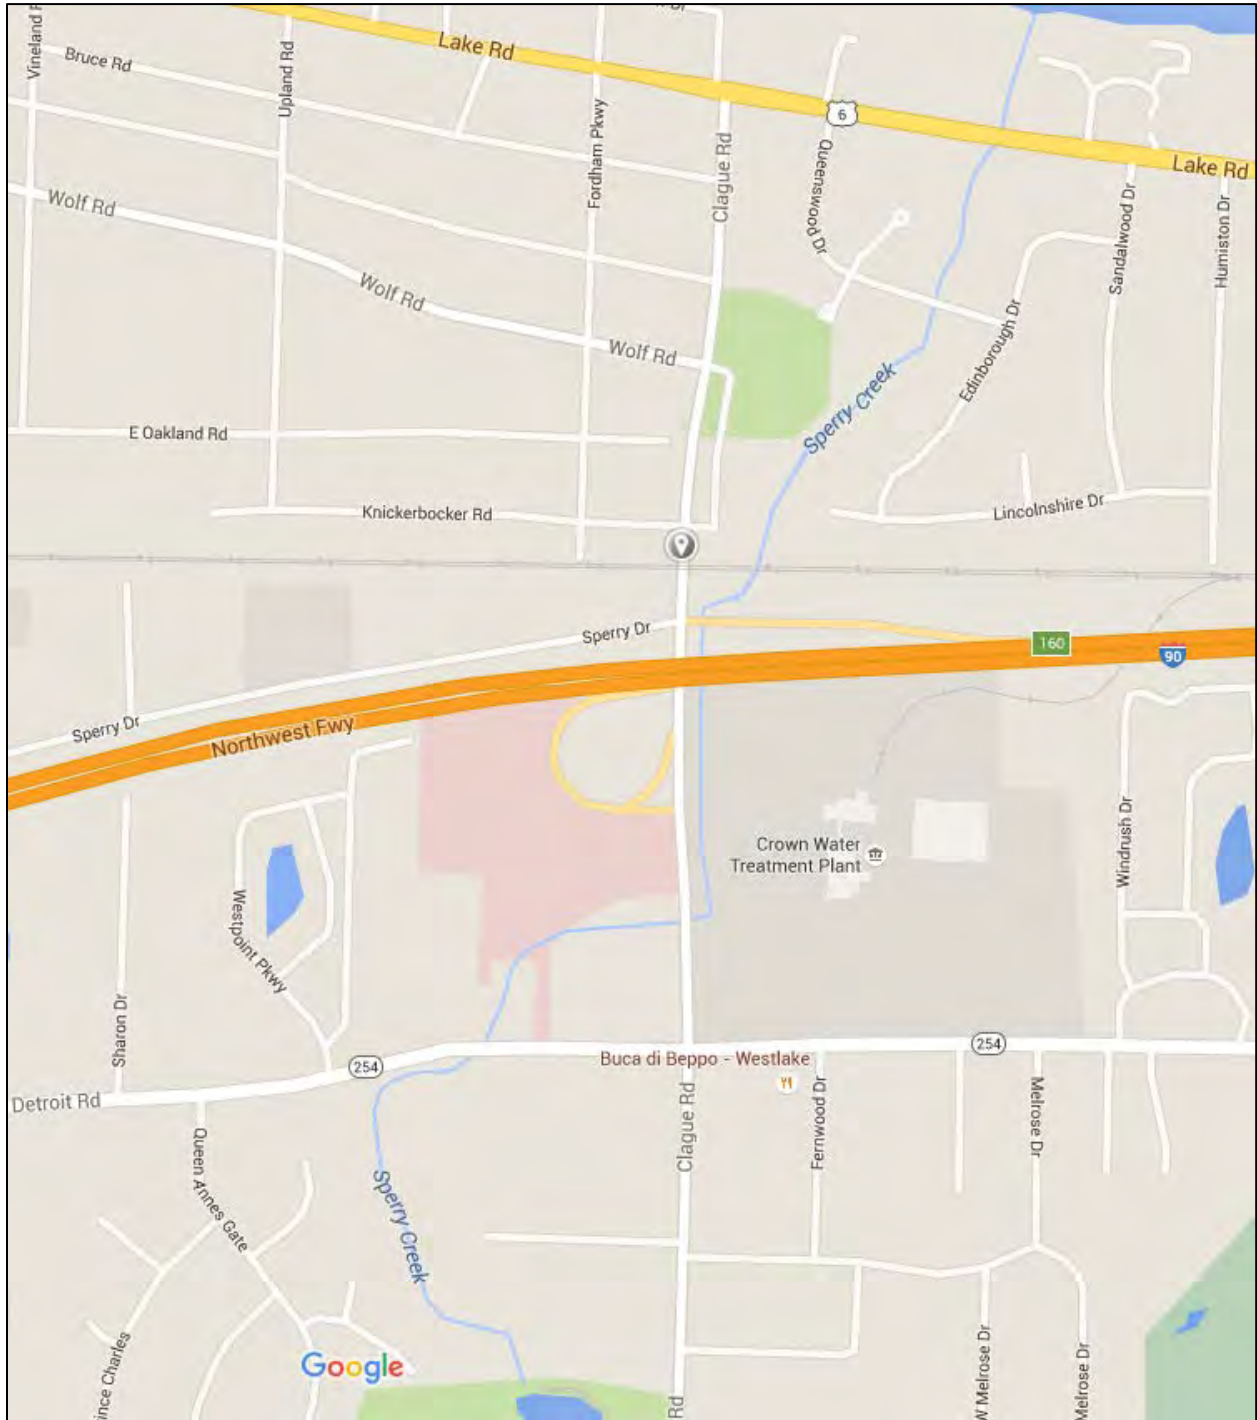 Lake Rd
Vineland
Bruce Rd
Upland Rd
Fordham Pkwy
Clague Rd
6
Queenswood Dr
Lake Rd
Sandalwood Dr
Humiston Dr
Wolf Rd
Wolf Rd
Wolf Rd
Edinborough Dr
Sperry Creek
E Oakland Rd
Knickerbocker Rd
Lincolnshire Dr
Sperry Dr
160
90
Sperry Dr
Northwest Fwy
Windrush Dr
Crown Water
Treatment Plant
Westpoint Pkwy
Sharon Dr
254
Buca di Beppo - Westlake
254
Detroit Rd
Clague Rd
Fernwood Dr
Melrose Dr
Queen Annes Gate
Sperry Creek
ince Charles
Google
Rd
W Melrose Dr
Melrose Dr